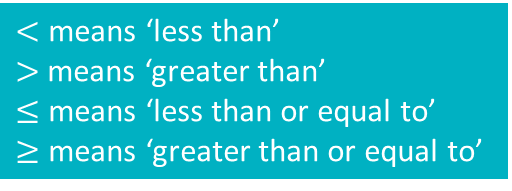 < means ‘less than’
> means ‘greater than’
≤ means ‘less than or equal to’
≥ means ‘greater than or equal to’